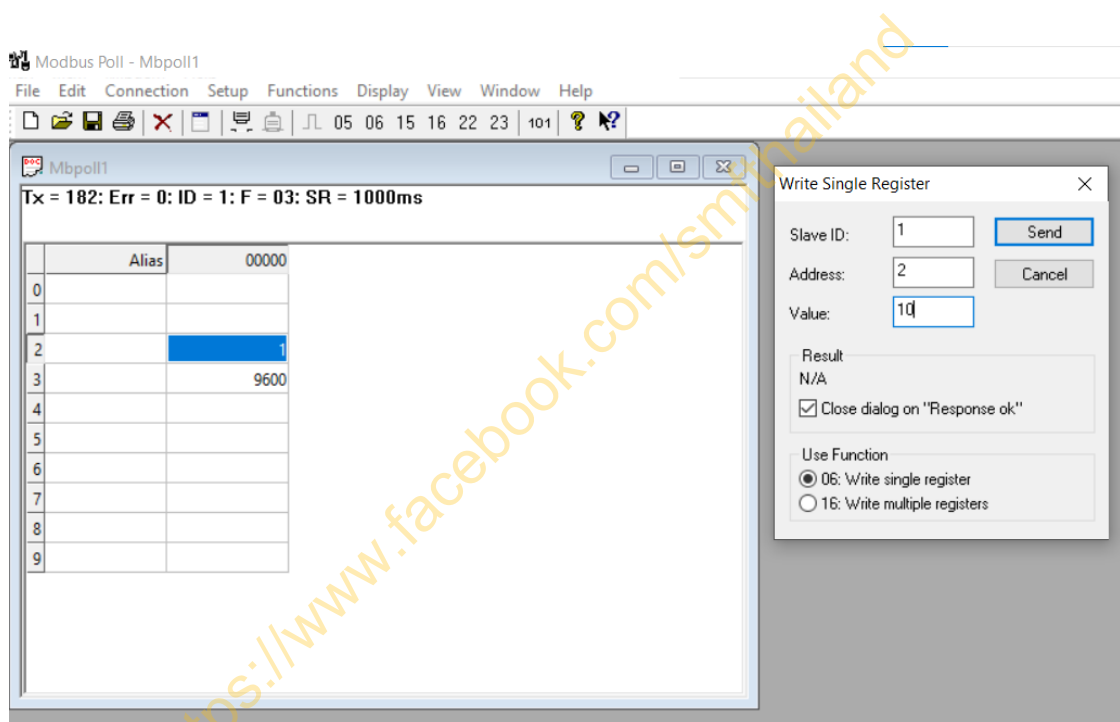 Modbus Poll - Mbpoll1
File Edit Connection Setup Functions Display View Window Help
05 06 15 16 22 23 101
Mbpoll1
Tx = 182: Err = 0: ID = 1: F = 03: SR = 1000ms
Alias 00000
0
1
2 1
3 9600
4
5
6
7
8
9
Write Single Register
Slave ID: 1 Send
Address: 2 Cancel
Value: 10
Result
N/A
Close dialog on "Response ok"
Use Function
06: Write single register
16: Write multiple registers
tps://www.facebook.com/smifthailand